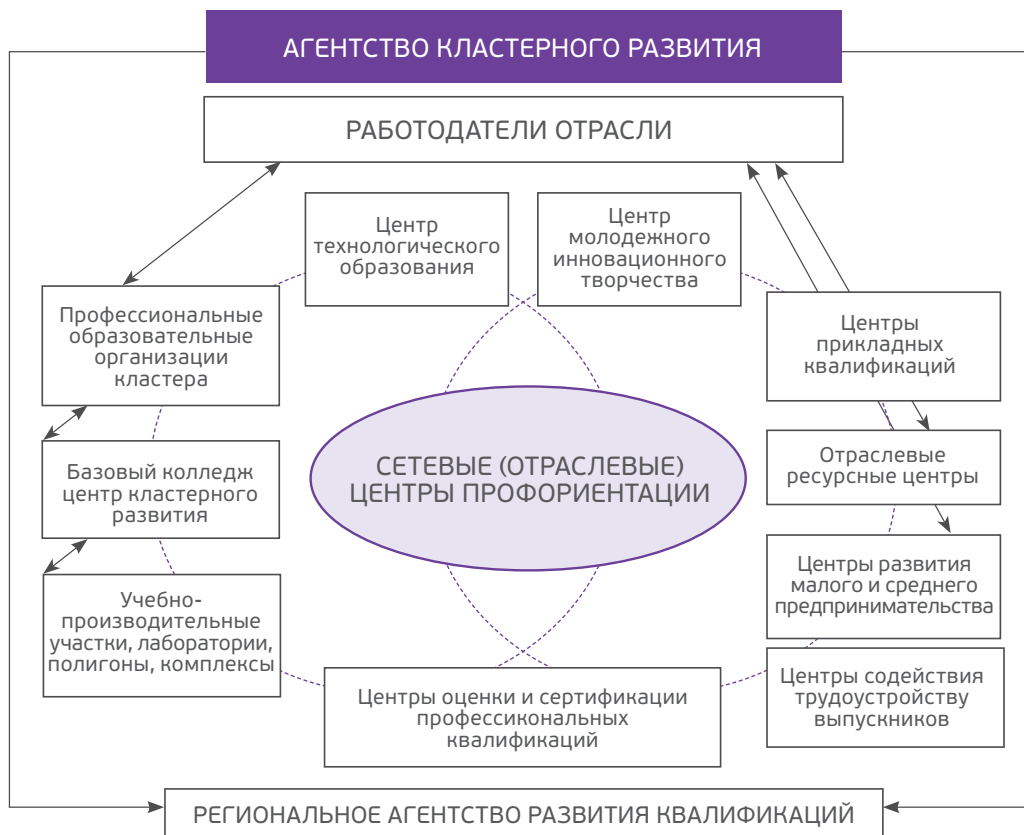 АГЕНТСТВО КЛАСТЕРНОГО РАЗВИТИЯ
РАБОТОДАТЕЛИ ОТРАСЛИ
Центр
технологического
образования
Центр
молодежного
инновационного
творчества
Профессиональные
образовательные
организации
кластера
Центры
прикладных
квалификаций
Базовый колледж
центр кластерного
развития
СЕТЕВЫЕ (ОТРАСЛЕВЫЕ)
ЦЕНТРЫ ПРОФОРИЕНТАЦИИ
Отраслевые
ресурсные центры
Учебно-
производительные
участки, лаборатории,
полигоны, комплексы
Центры развития
малого и среднего
предпринимательства
Центры оценки и сертификации
профессикональных
квалификаций
Центры содействия
трудоустройству
выпускников
РЕГИОНАЛЬНОЕ АГЕНТСТВО РАЗВИТИЯ КВАЛИФИКАЦИЙ